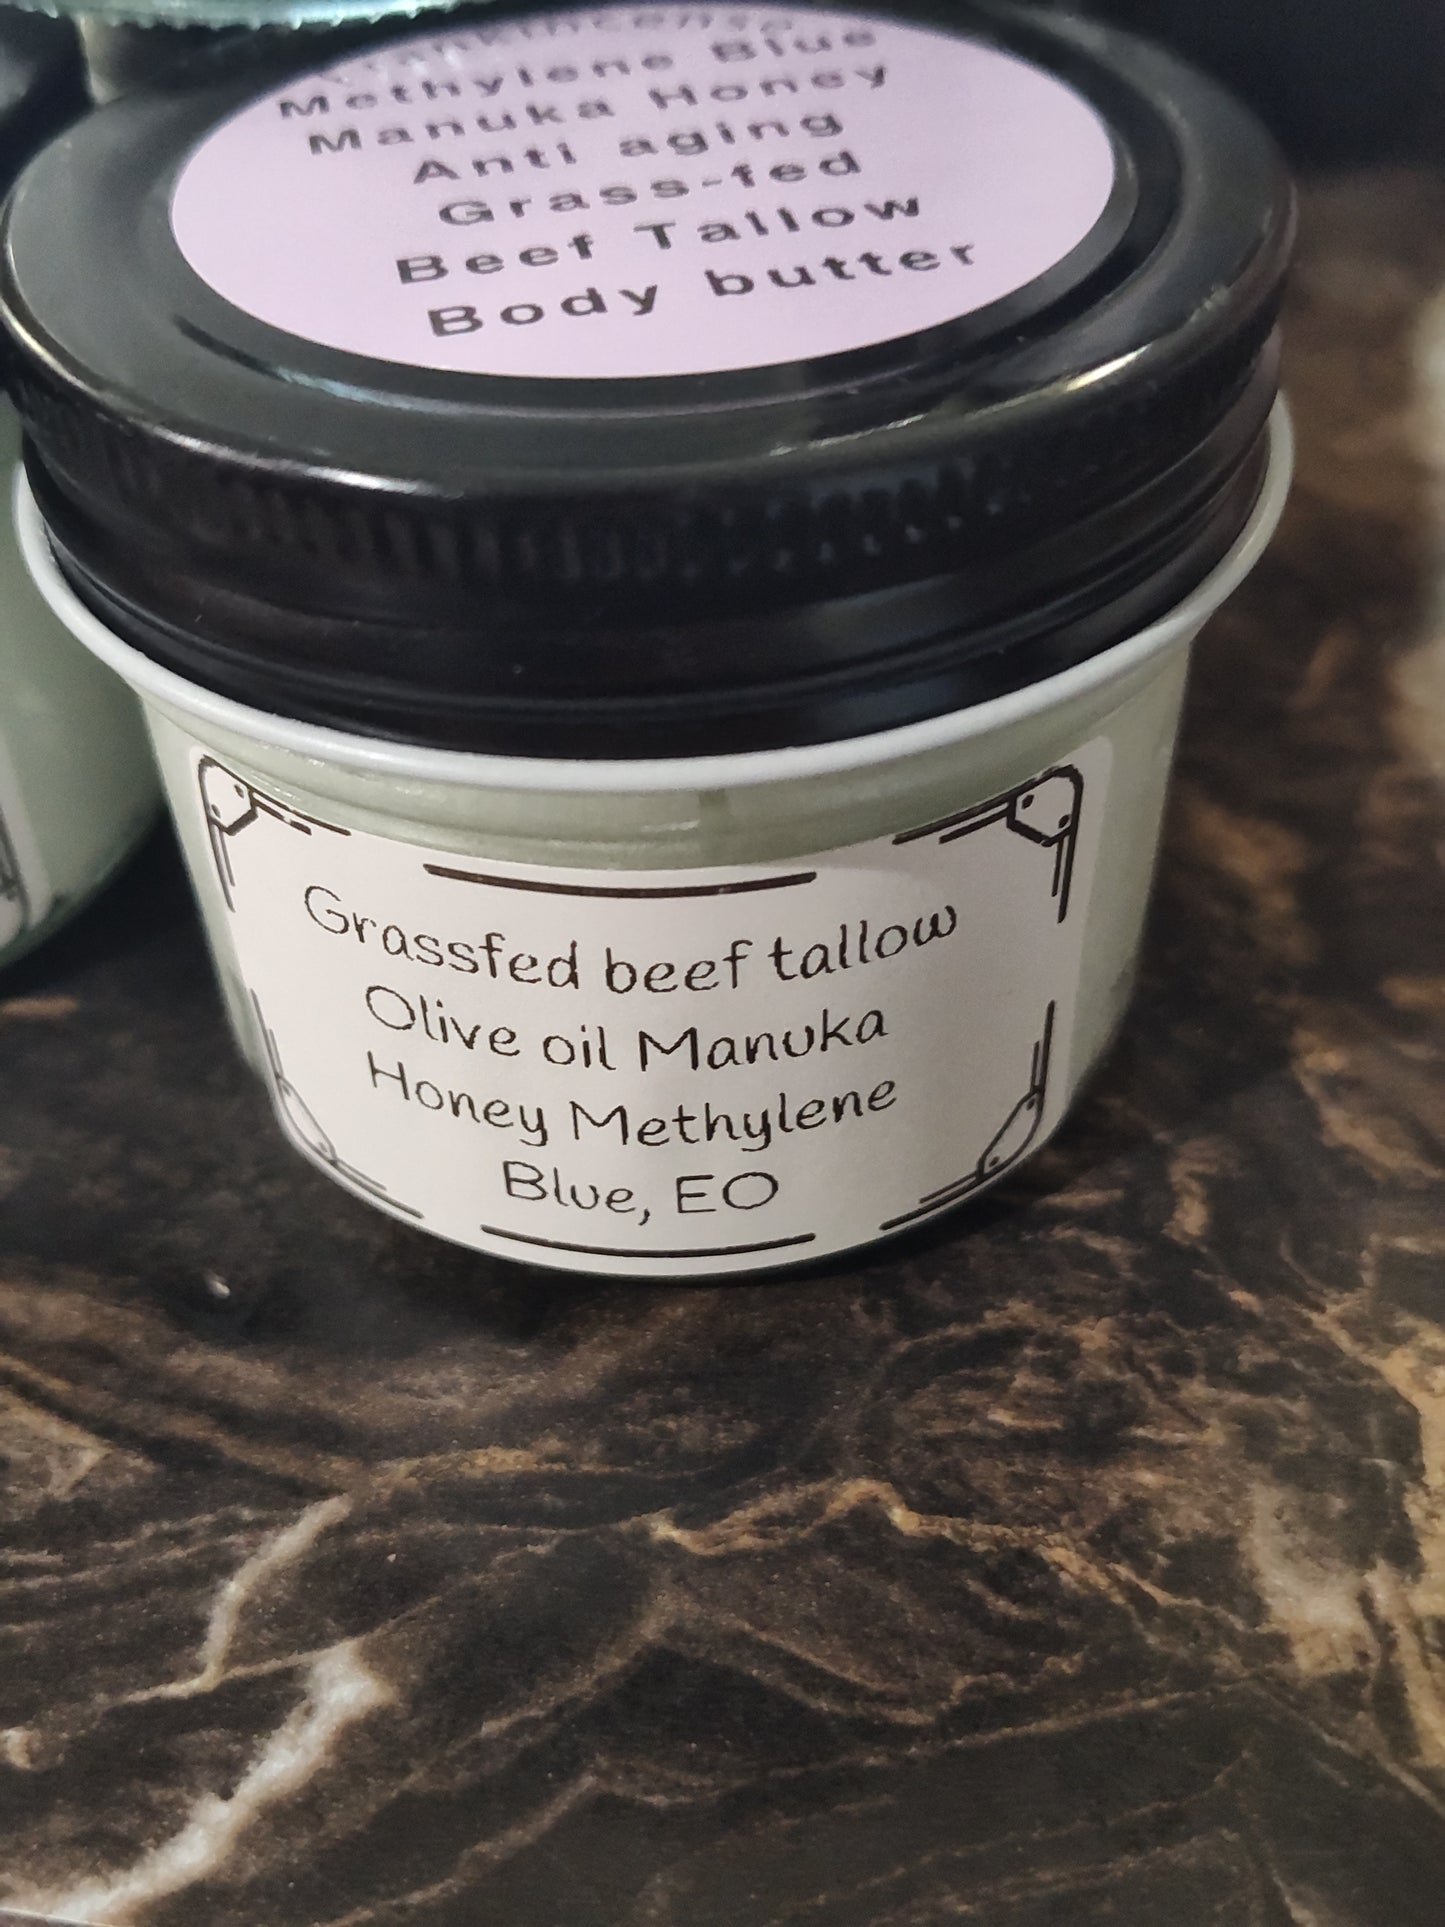 Frankincense
Methylene Blue
Manuka Honey
Anti aging
Grass-fed
Beef Tallow
Body butter
Grassfed beef tallow
Olive oil Manuka
Honey Methylene
Blue, EO